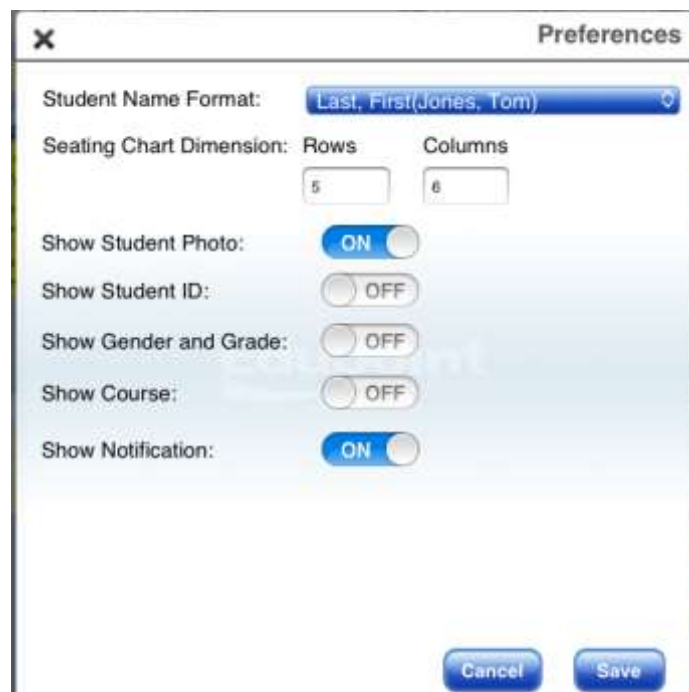 Preferences
Student Name Format: Last, First(Jones, Tom)
Seating Chart Dimension: Rows Columns
5 6
Show Student Photo: ON
Show Student ID: OFF
Show Gender and Grade: OFF
Show Course: OFF
Show Notification: ON
Cancel Save